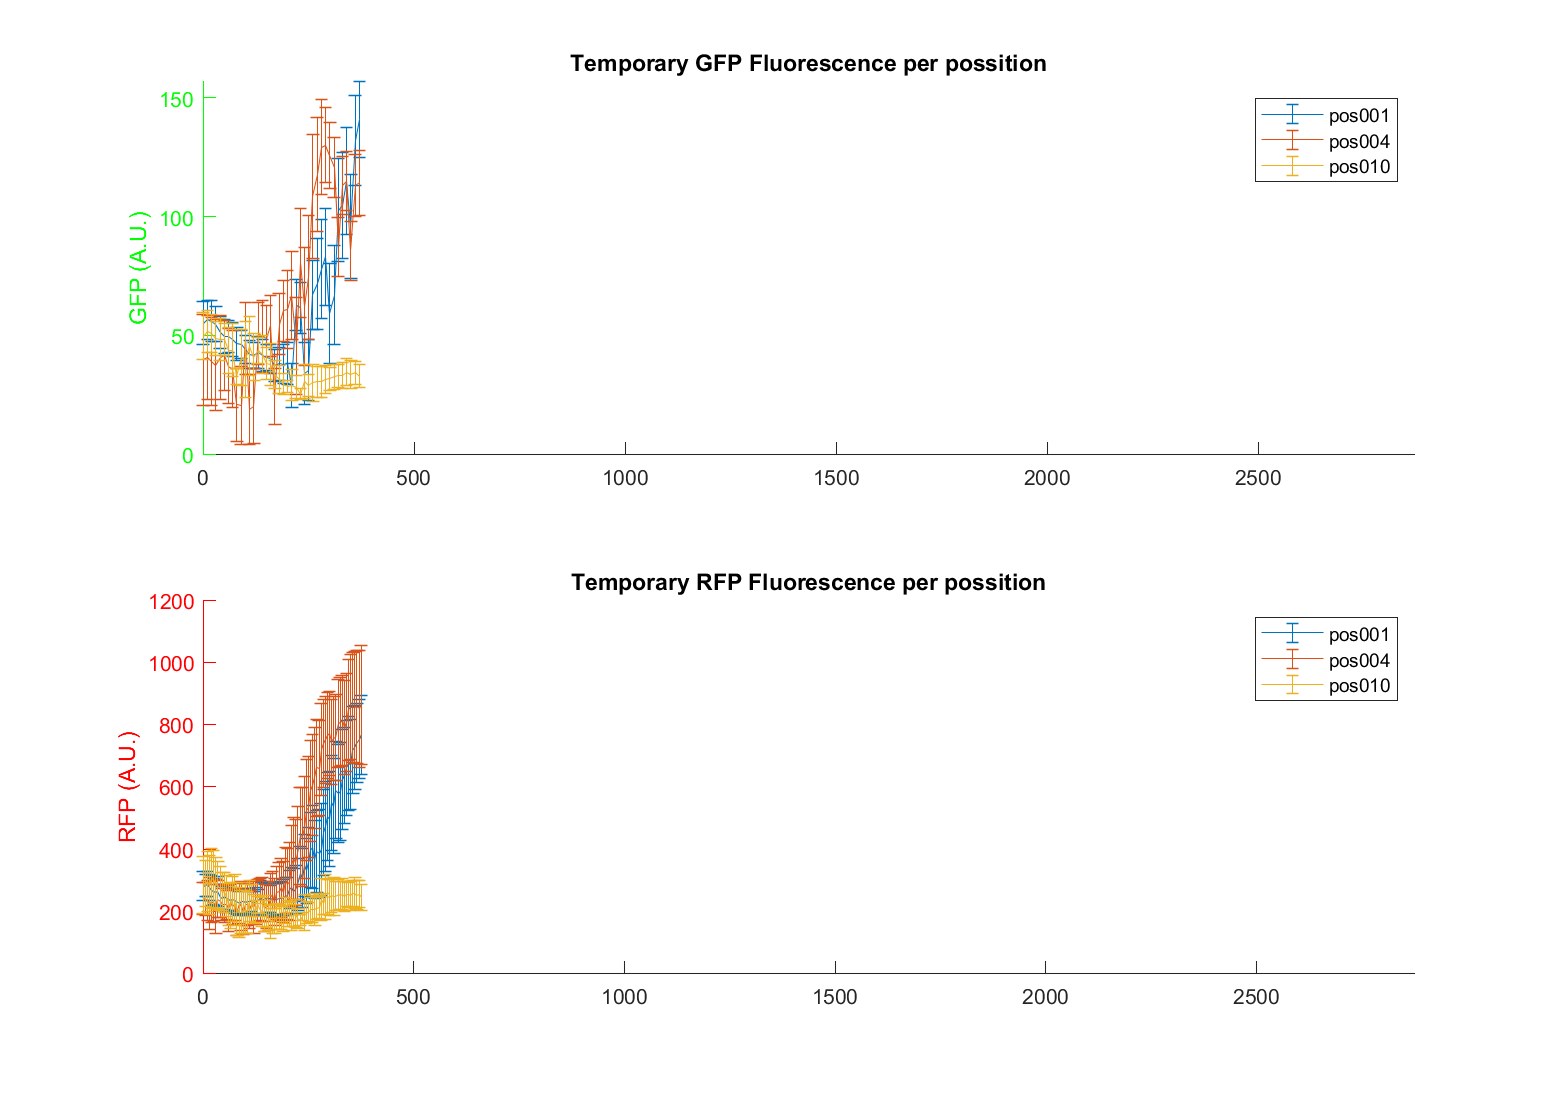 Temporary GFP Fluorescence per possition
150
100
50
0
GFP (A.U.)
pos001
pos004
pos010
0 500 1000 1500 2000 2500
Temporary RFP Fluorescence per possition
1200
1000
800
600
400
200
0
RFP (A.U.)
pos001
pos004
pos010
0 500 1000 1500 2000 2500